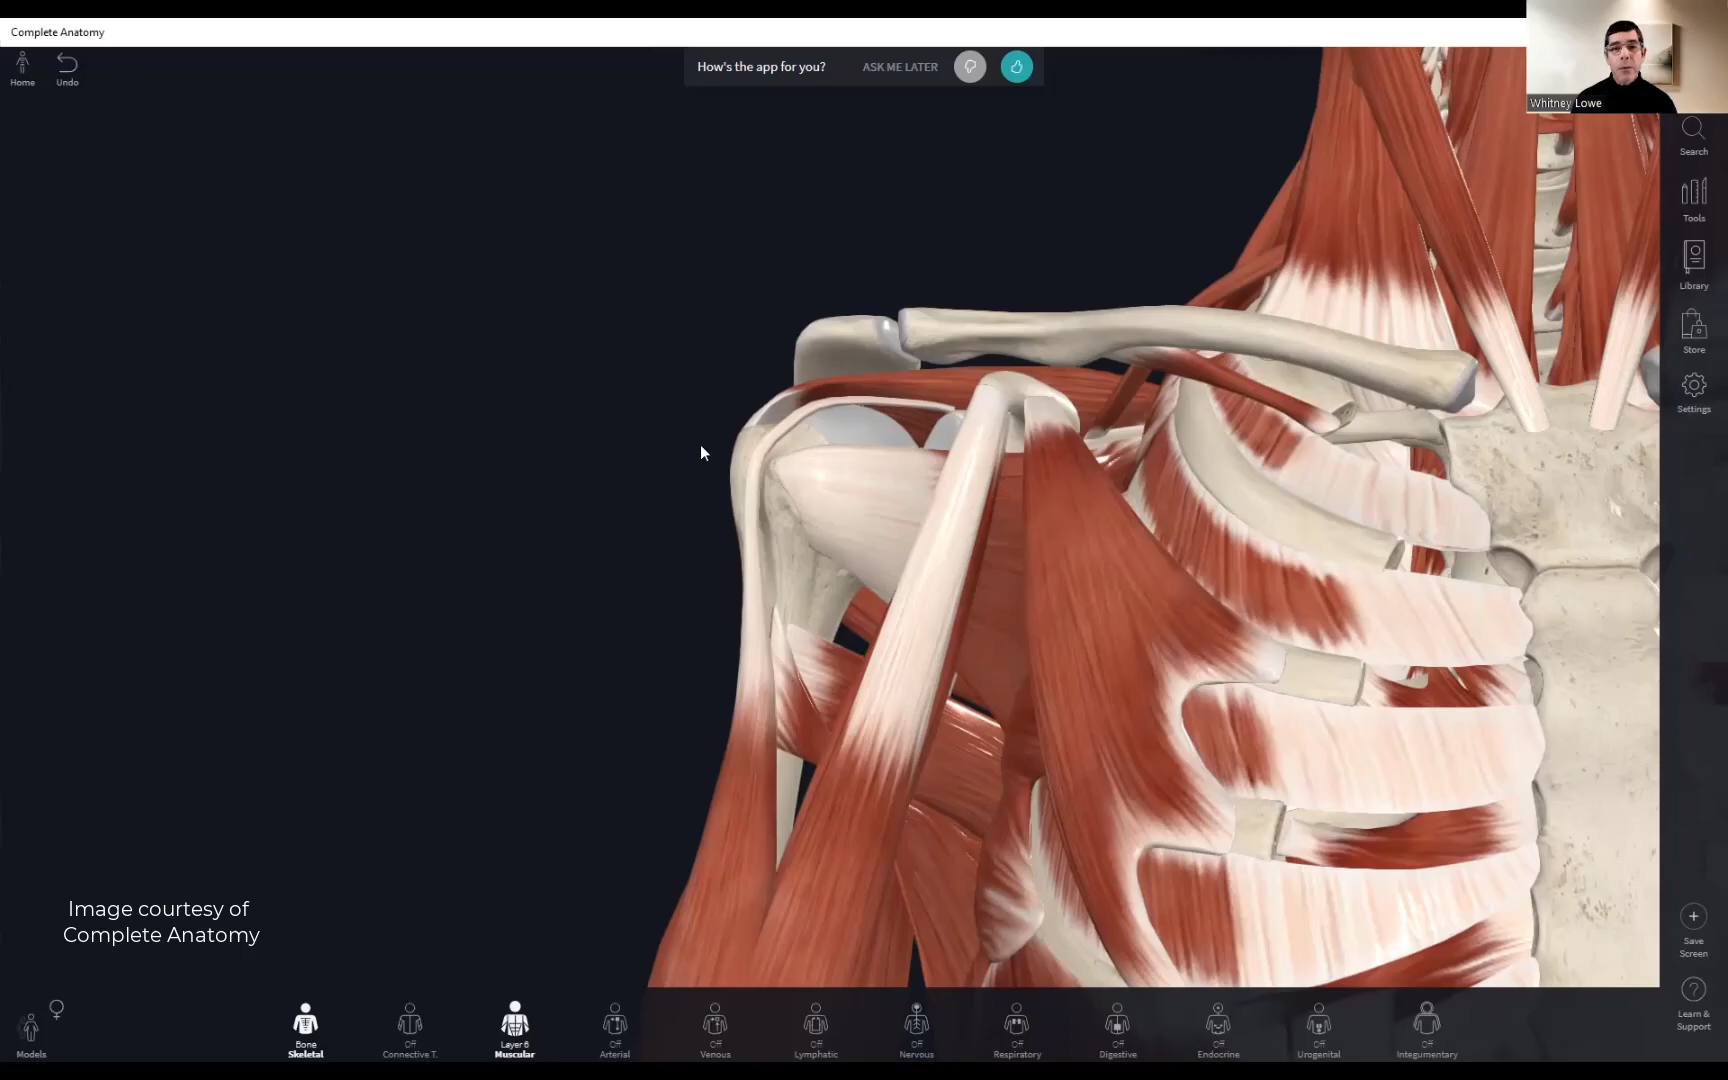 Complete Anatomy
Home
Undo
How's the app for you?
ASK ME LATER
Whitney Lowe
Search
Tools
Library
Store
Settings
Image courtesy of
Complete Anatomy
Save
Screen
Learn &
Support
Models
Bone
Skeletal
Off
Connective T.
Layer 6
Muscular
Off
Arterial
Off
Venous
Off
Lymphatic
Off
Nervous
Off
Respiratory
Off
Digestive
Off
Endocrine
Off
Urogenital
Off
Integumentary